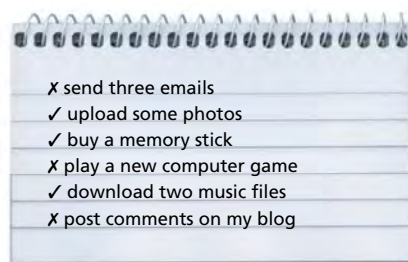 ✗ send three emails
✓ upload some photos
✓ buy a memory stick
✗ play a new computer game
✓ download two music files
✗ post comments on my blog